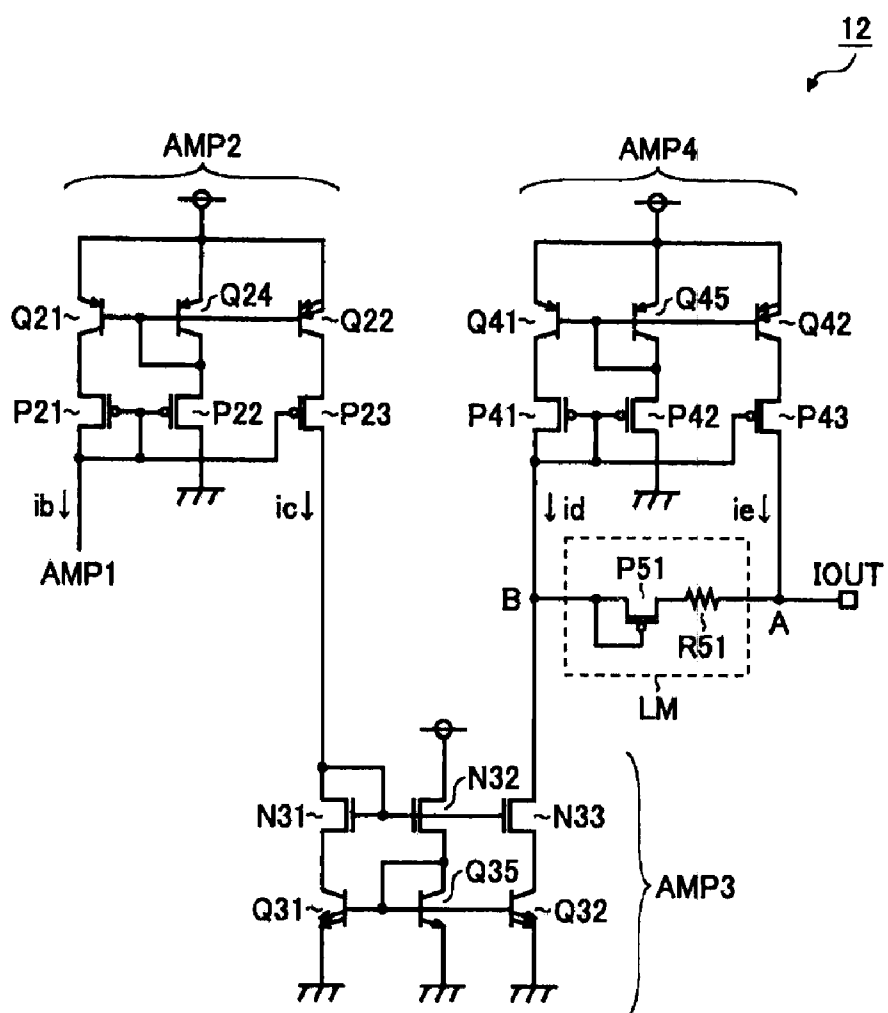 12
AMP2
AMP4
Q21
Q24
Q22
Q41
Q45
Q42
P21
P22
P23
P41
P42
P43
ib↓
ic↓
↓id
ie↓
AMP1
P51
IOUT
B
A
R51
LM
N32
N31
N33
Q35
Q31
Q32
AMP3